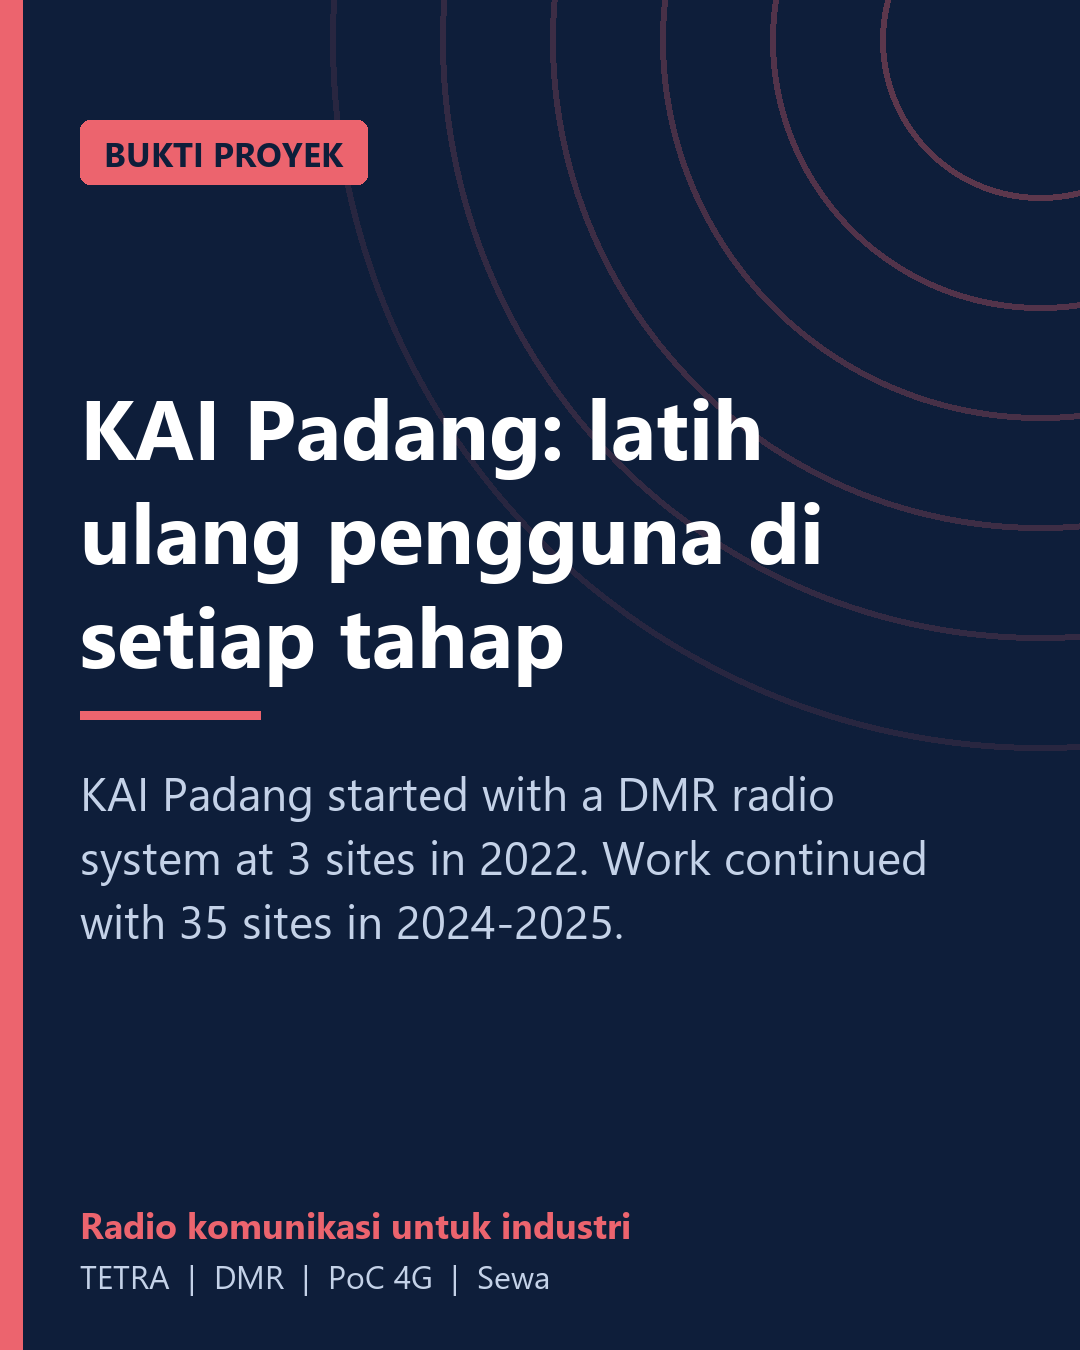 BUKTI PROYEK
KAI Padang: latih
ulang pengguna di
setiap tahap
KAI Padang started with a DMR radio
system at 3 sites in 2022. Work continued
with 35 sites in 2024-2025.
Radio komunikasi untuk industri
TETRA | DMR | PoC 4G | Sewa